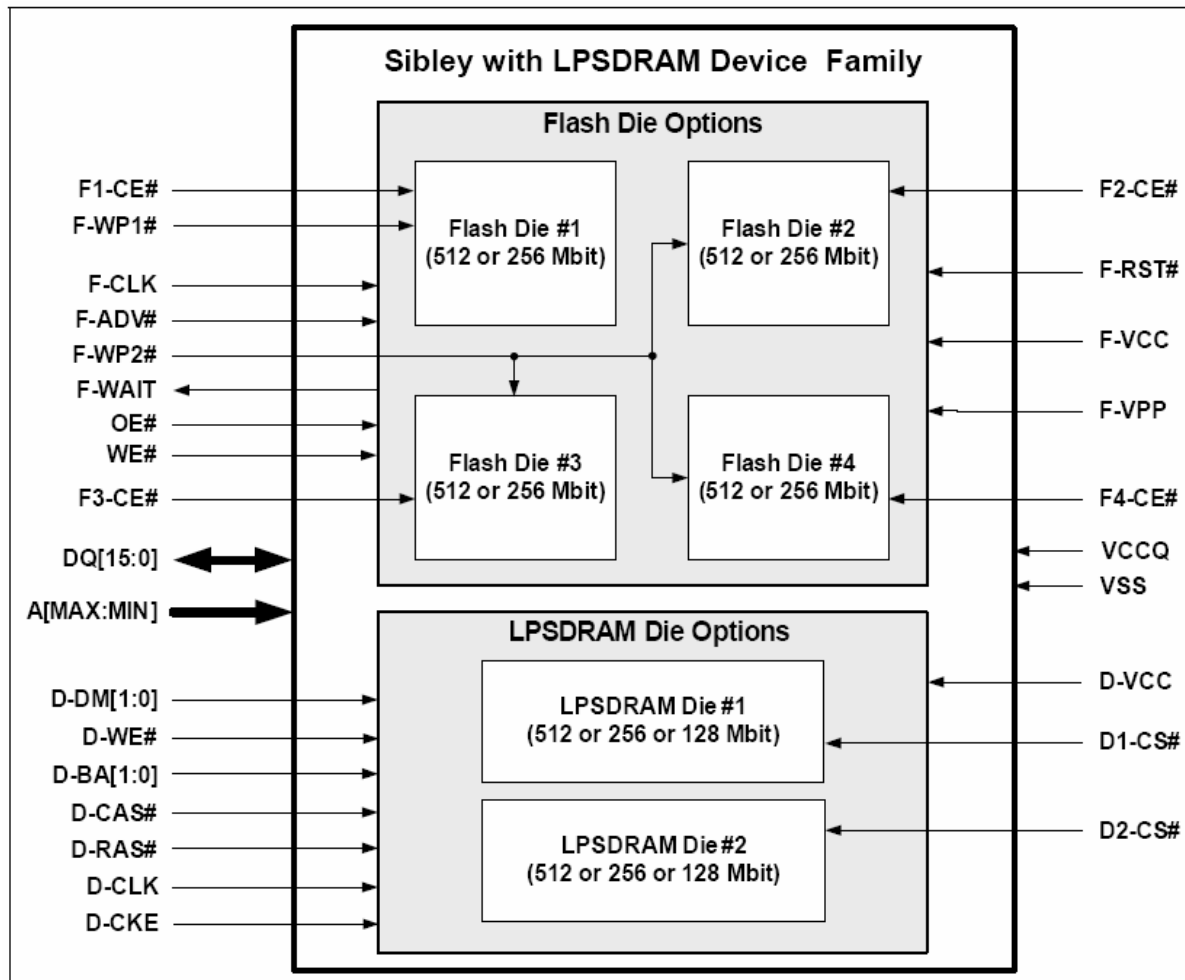 Sibley with LPSDRAM Device Family
Flash Die Options
F1-CE#
F-WP1#
F-CLK
F-ADV#
F-WP2#
F-WAIT
OE#
WE#
F3-CE#
DQ[15:0]
A[MAX:MIN]
Flash Die #1
(512 or 256 Mbit)
Flash Die #2
(512 or 256 Mbit)
Flash Die #3
(512 or 256 Mbit)
Flash Die #4
(512 or 256 Mbit)
F2-CE#
F-RST#
F-VCC
F-VPP
F4-CE#
VCCQ
VSS
LPSDRAM Die Options
D-DM[1:0]
D-WE#
D-BA[1:0]
D-CAS#
D-RAS#
D-CLK
D-CKE
LPSDRAM Die #1
(512 or 256 or 128 Mbit)
LPSDRAM Die #2
(512 or 256 or 128 Mbit)
D-VCC
D1-CS#
D2-CS#